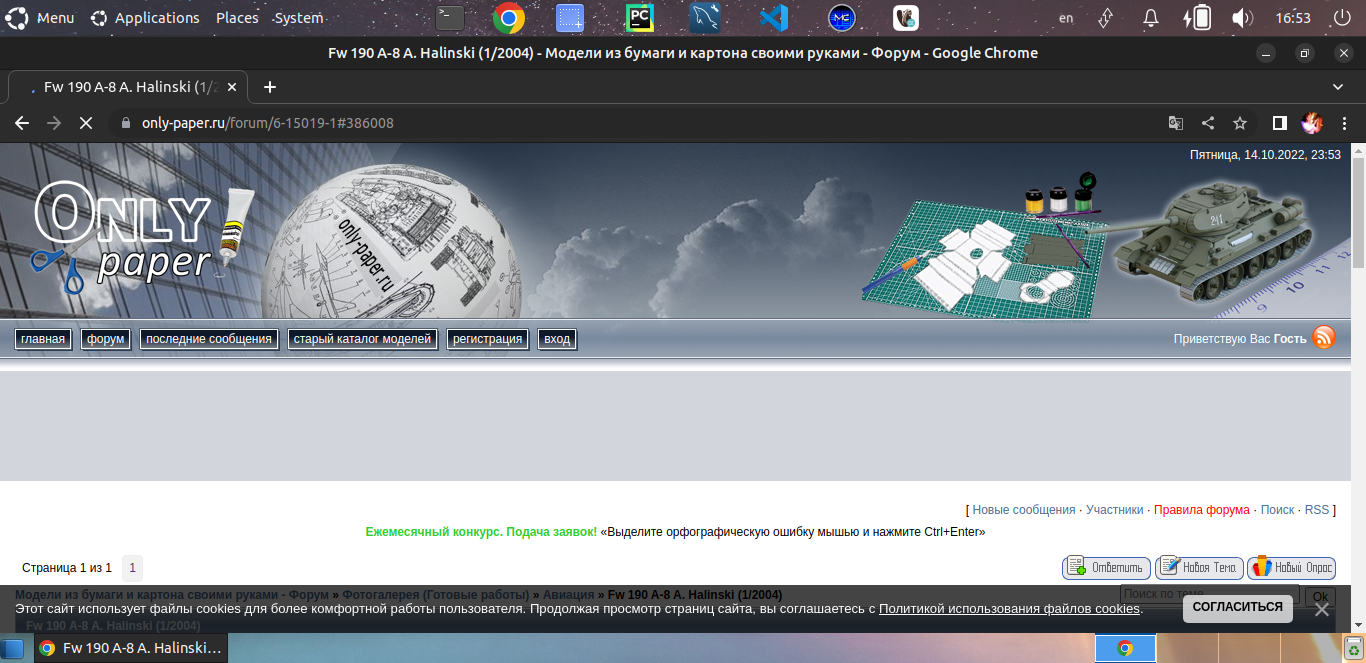 Menu Applications Places System en 16:53
Fw 190 A-8 A. Halinski (1/2004) - Модели из бумаги и картона своими руками - Форум - Google Chrome
Fw 190 A-8 A. Halinski (1/2
only-paper.ru/forum/6-15019-1#386008
Пятница, 14.10.2022, 23:53
ONLY
paper
only-paper.ru
241
главная форум последние сообщения старый каталог моделей регистрация вход Приветствую Вас Гость
[ Новые сообщения · Участники · Правила форума · Поиск · RSS ]
Ежемесячный конкурс. Подача заявок! «Выделите орфографическую ошибку мышью и нажмите Ctrl+Enter»
Страница 1 из 1 1 Ответить Новая Тема Новый Опрос
Модели из бумаги и картона своими руками - Форум » Фотогалерея (Готовые работы) » Авиация » Fw 190 A-8 A. Halinski (1/2004) Поиск по теме Ok
Этот сайт использует файлы cookies для более комфортной работы пользователя. Продолжая просмотр страниц сайта, вы соглашаетесь с Политикой использования файлов cookies. СОГЛАСИТЬСЯ
Fw 190 A-8 A. Halinski (1/2004)
Fw 190 A-8 A. Halinski...